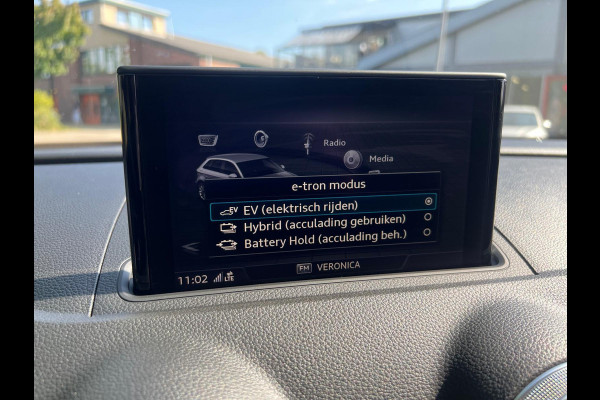 Radio
Media
e-tron modus
EV EV (elektrisch rijden)
Hybrid (acculading gebruiken)
Battery Hold (acculading beh.)
11:02 LTE FM VERONICA